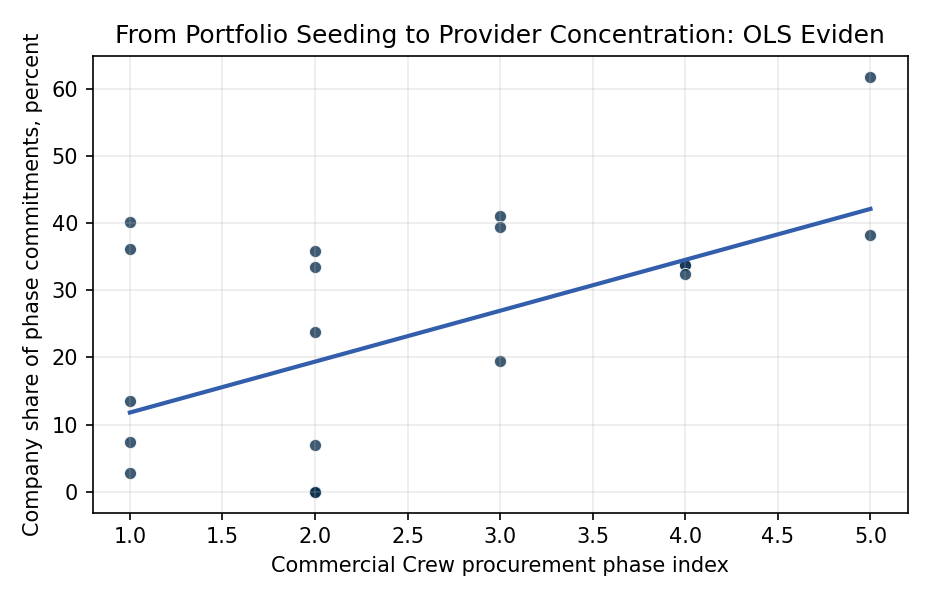 From Portfolio Seeding to Provider Concentration: OLS Eviden
Company share of phase commitments, percent
60
50
40
30
20
10
0
1.0 1.5 2.0 2.5 3.0 3.5 4.0 4.5 5.0
Commercial Crew procurement phase index